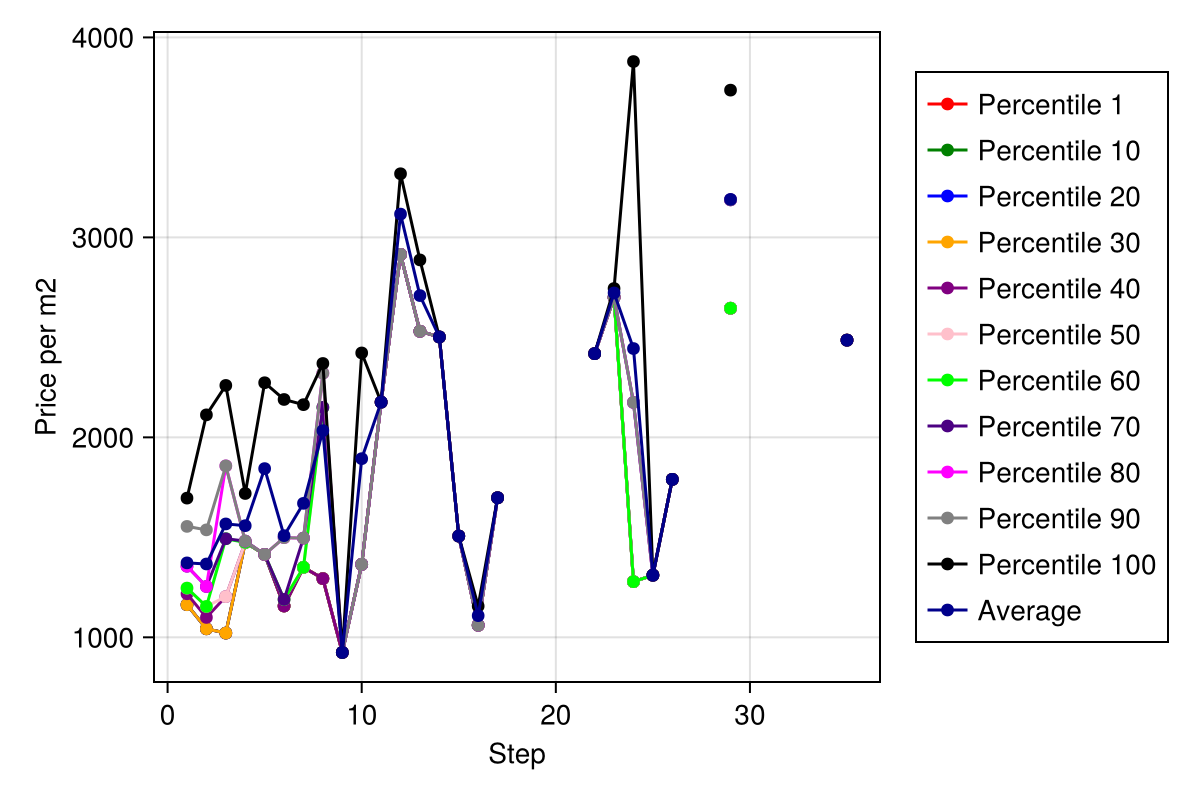 4000
3000
2000
1000
Price per m2
0 10 20 30
Step
Percentile 1
Percentile 10
Percentile 20
Percentile 30
Percentile 40
Percentile 50
Percentile 60
Percentile 70
Percentile 80
Percentile 90
Percentile 100
Average